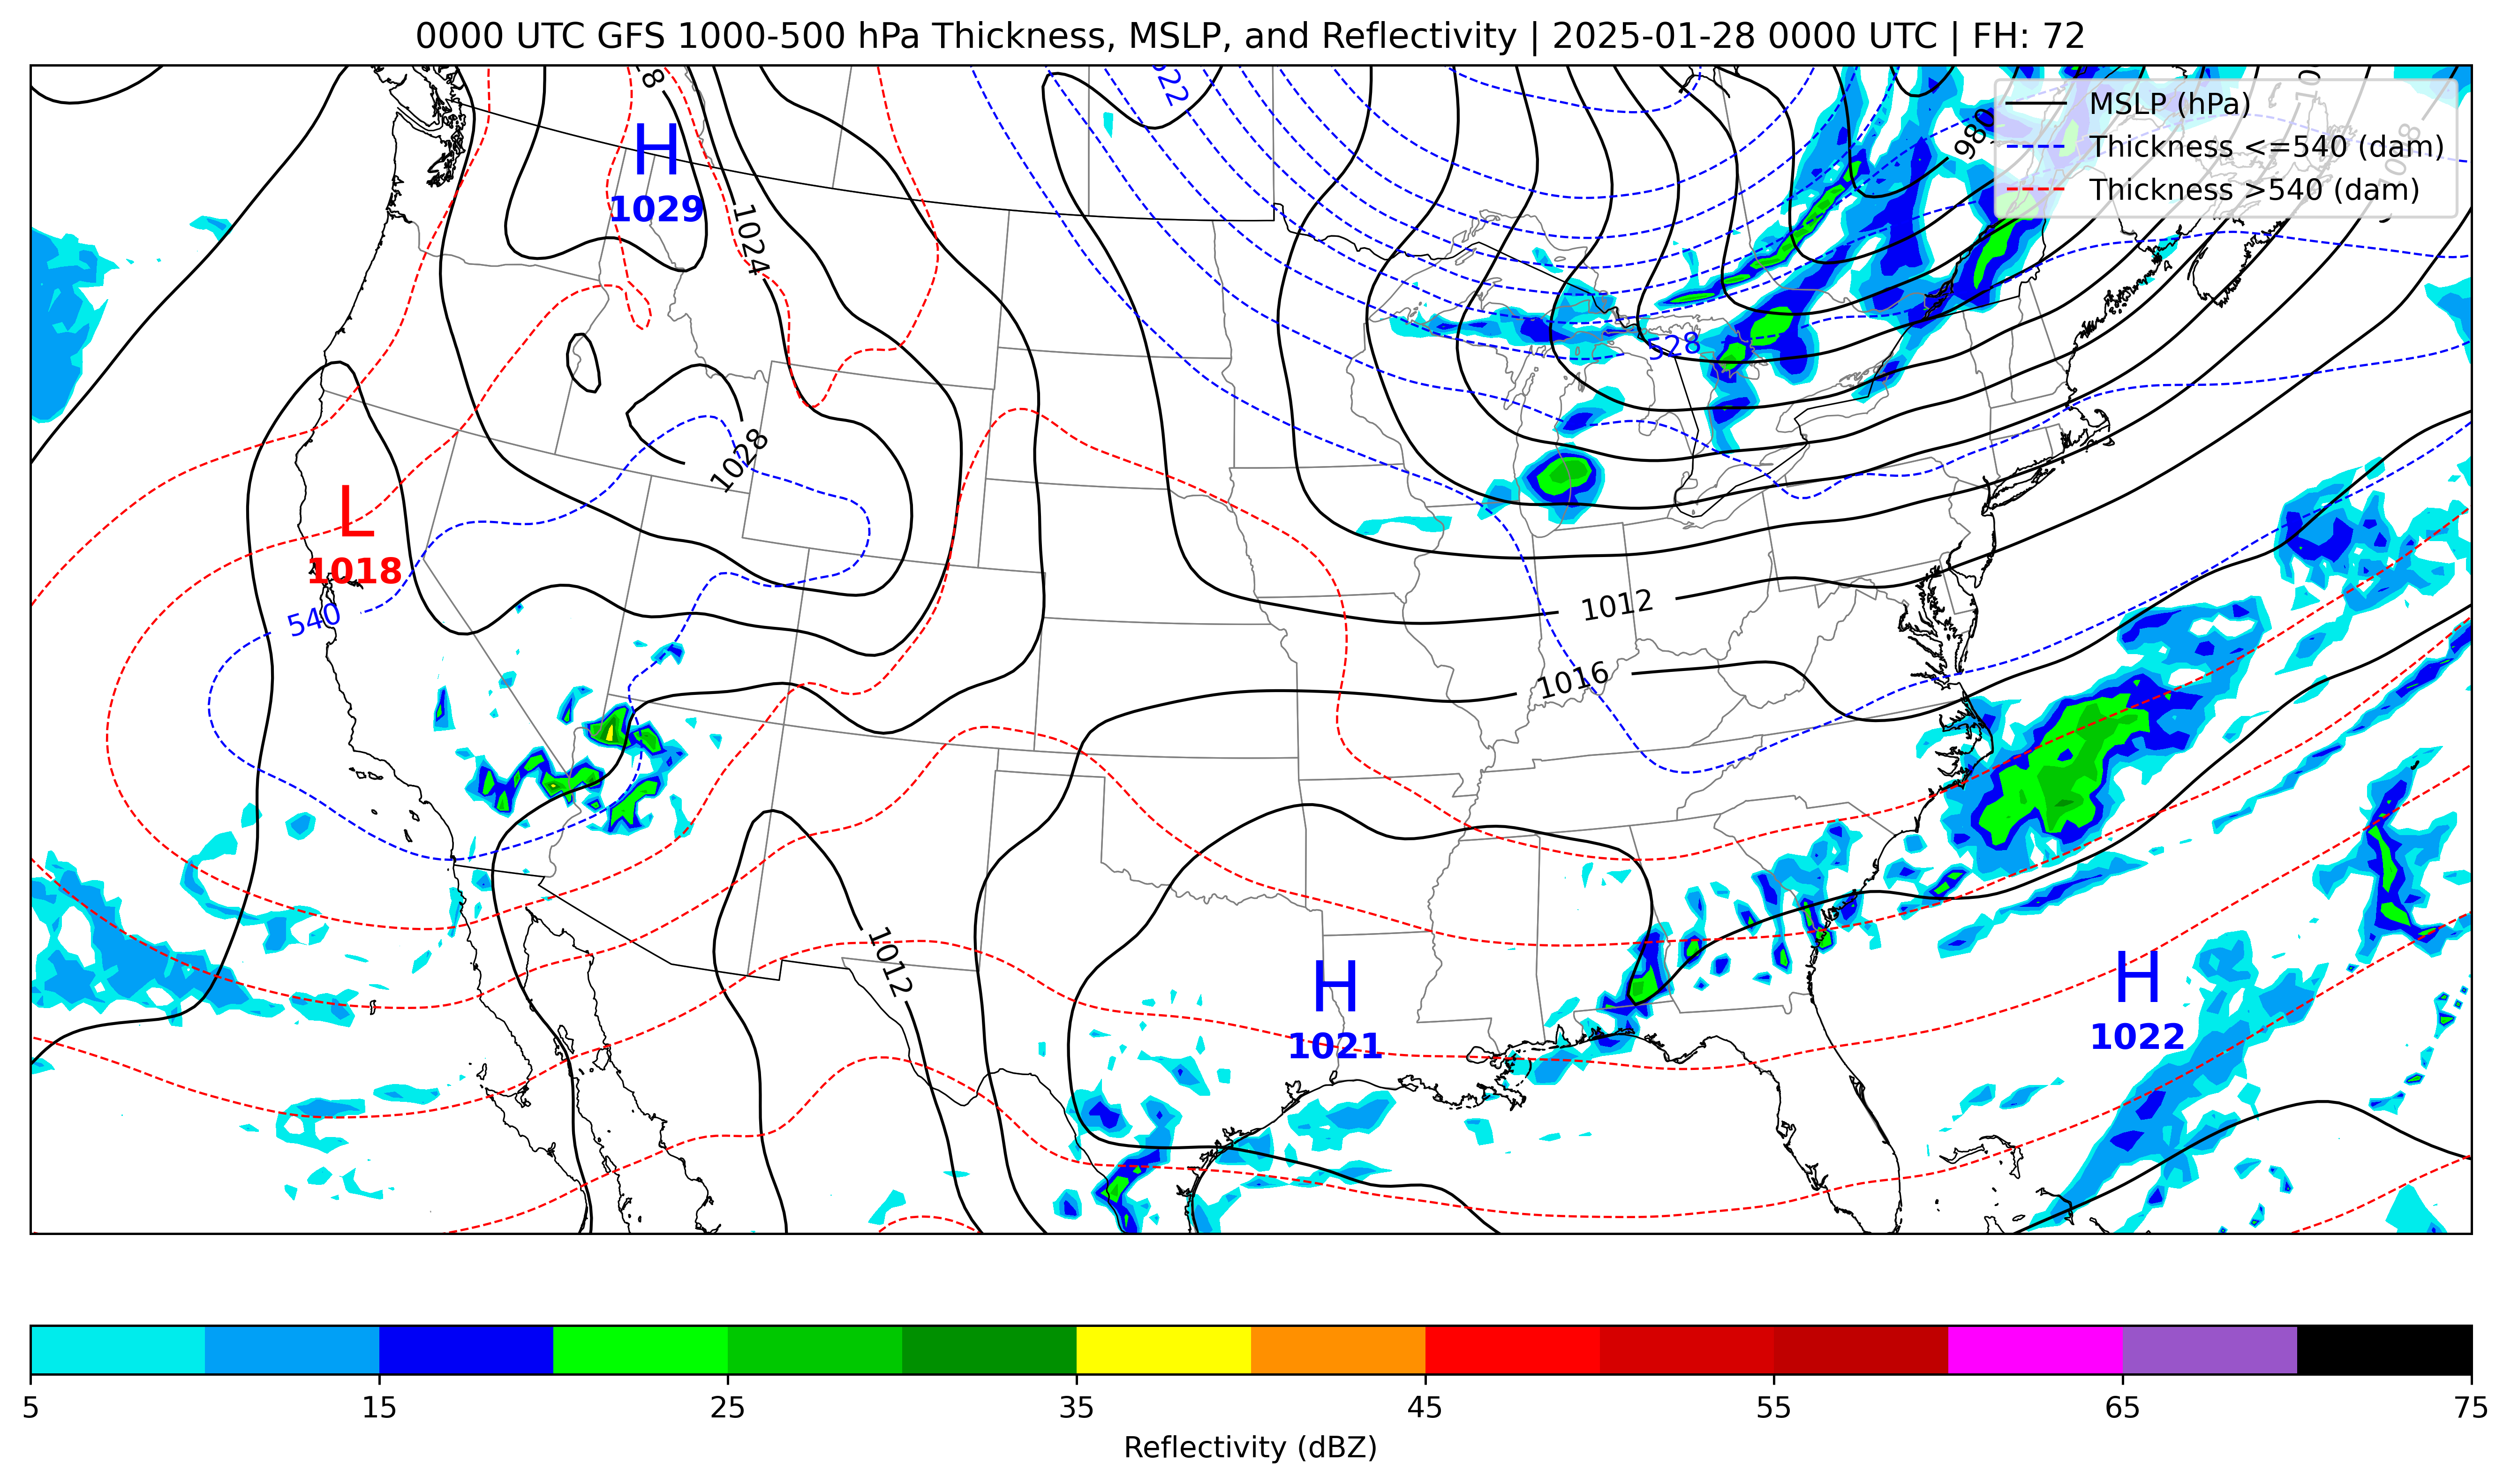 0000 UTC GFS 1000-500 hPa Thickness, MSLP, and Reflectivity | 2025-01-28 0000 UTC | FH: 72
522
980
MSLP (hPa)
Thickness <=540 (dam)
Thickness >540 (dam)
H
1029
1024
528
1028
L
1018
540
1012
1016
1012
H
1021
H
1022
5 15 25 35 45 55 65 75
Reflectivity (dBZ)